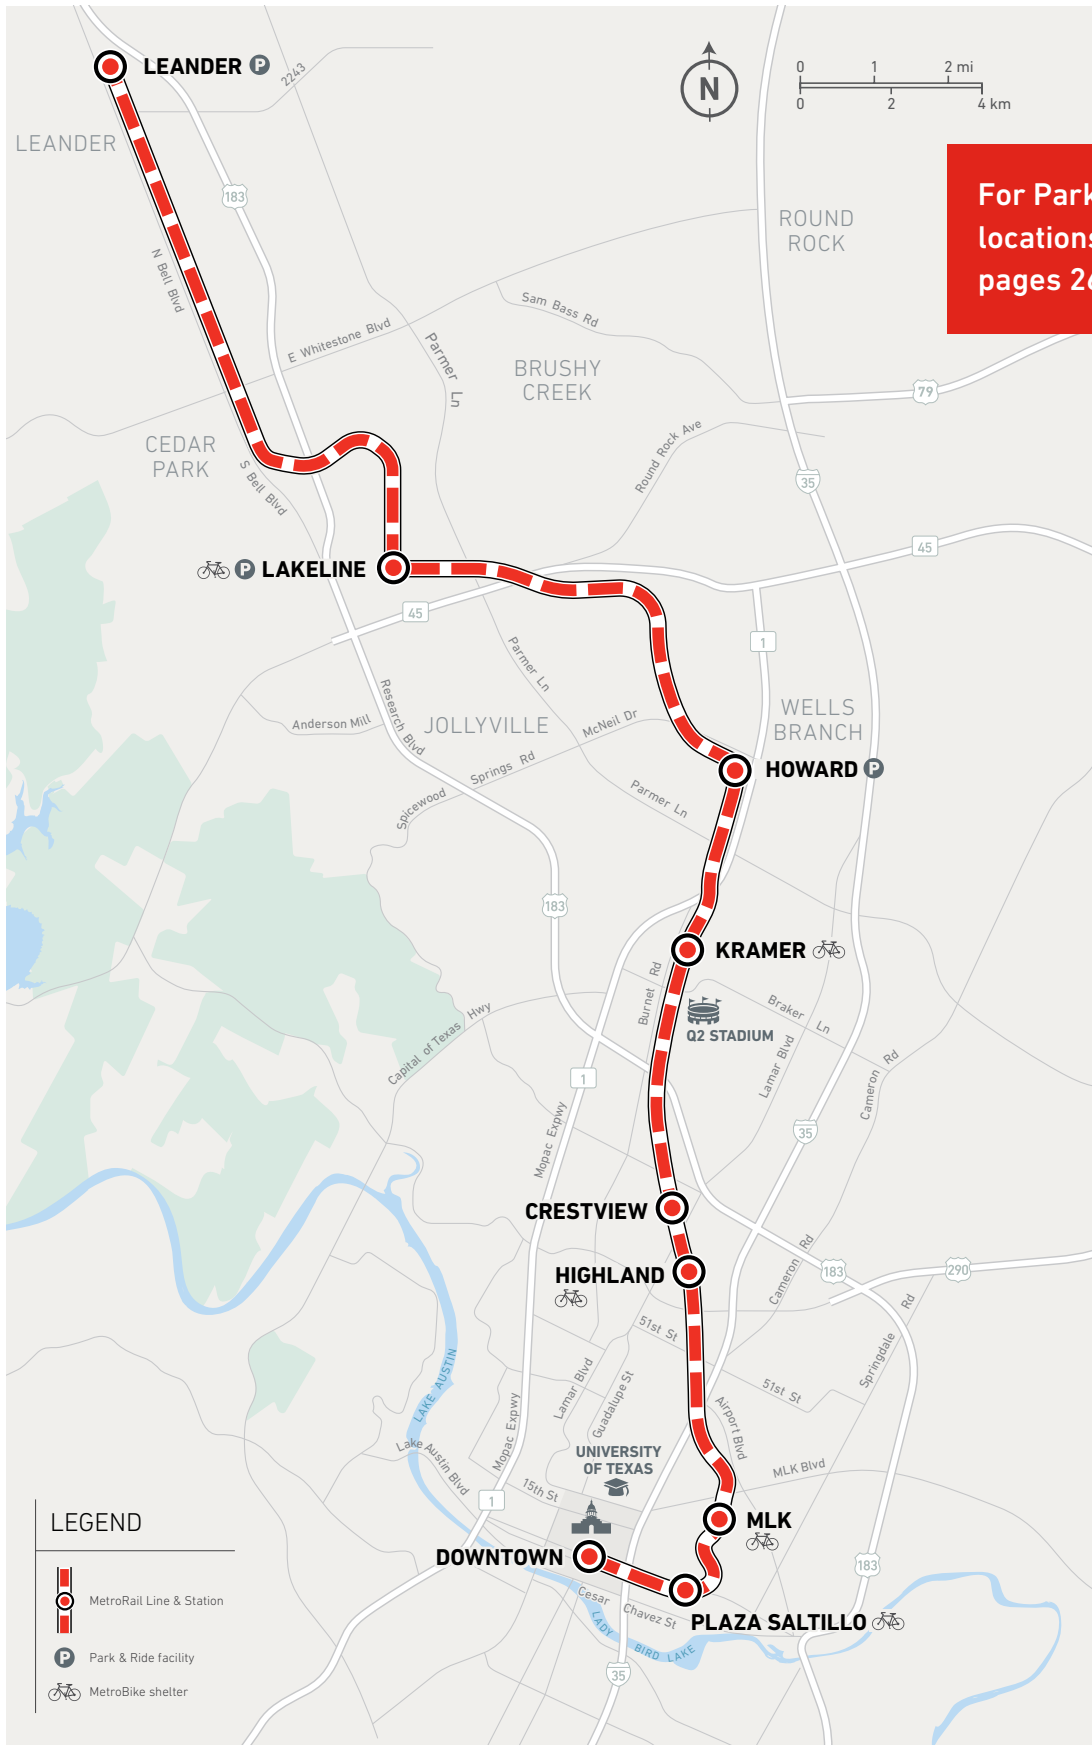 LEANDER P
2243
N
0 1 2 mi
0 2 4 km
LEANDER
183
For Park
locations
pages 26
ROUND
ROCK
N Bell Blvd
Sam Bass Rd
E Whitestone Blvd
Parmer Ln
BRUSHY
CREEK
79
CEDAR
PARK
Round Rock Ave
S Bell Blvd
35
45
P LAKELINE
45
1
Parmer Ln
Research Blvd
Anderson Mill
JOLLYVILLE
McNeil Dr
WELLS
BRANCH
Springs Rd
Spicewood
HOWARD P
Parmer Ln
183
KRAMER
Burnet Rd
Braker Ln
Q2 STADIUM
Capital of Texas Hwy
Lamar Blvd
Cameron Rd
1
Mopac Expwy
35
CRESTVIEW
HIGHLAND
Cameron Rd
183
290
51st St
Springdale Rd
LAKE AUSTIN
Lamar Blvd
Guadalupe St
51st St
Airport Blvd
Mopac Expwy
Lake Austin Blvd
UNIVERSITY
OF TEXAS
MLK Blvd
15th St
1
MLK
DOWNTOWN
183
Cesar Chavez St
PLAZA SALTILLO
LADY BIRD LAKE
35
LEGEND
MetroRail Line & Station
P Park & Ride facility
MetroBike shelter